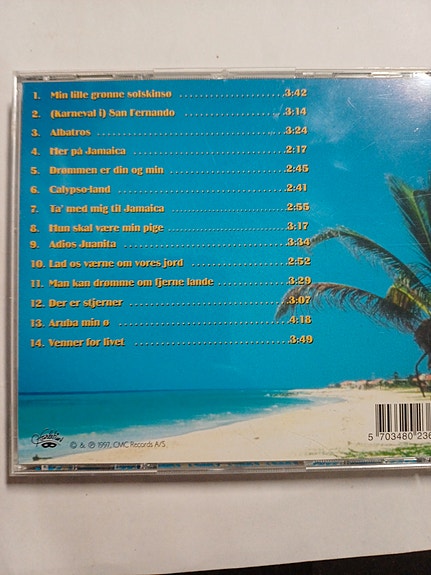 1. Min lille grønne solskinsø 3:42
2. (Karneval i) San Fernando 3:14
3. Albatros 3:24
4. Her på Jamaica 2:17
5. Drømmen er din og min 2:45
6. Calypso-land 2:41
7. Ta' med mig til Jamaica 2:55
8. Hun skal være min pige 3:17
9. Adios Juanita 3:34
10. Lad os værne om vores jord 2:52
11. Man kan drømme om fjerne lande 3:29
12. Der er stjerner 3:07
13. Aruba min ø 4:18
14. Venner for livet 3:49
© & ℗ 1997, CMC Records A/S.
5 703480 236